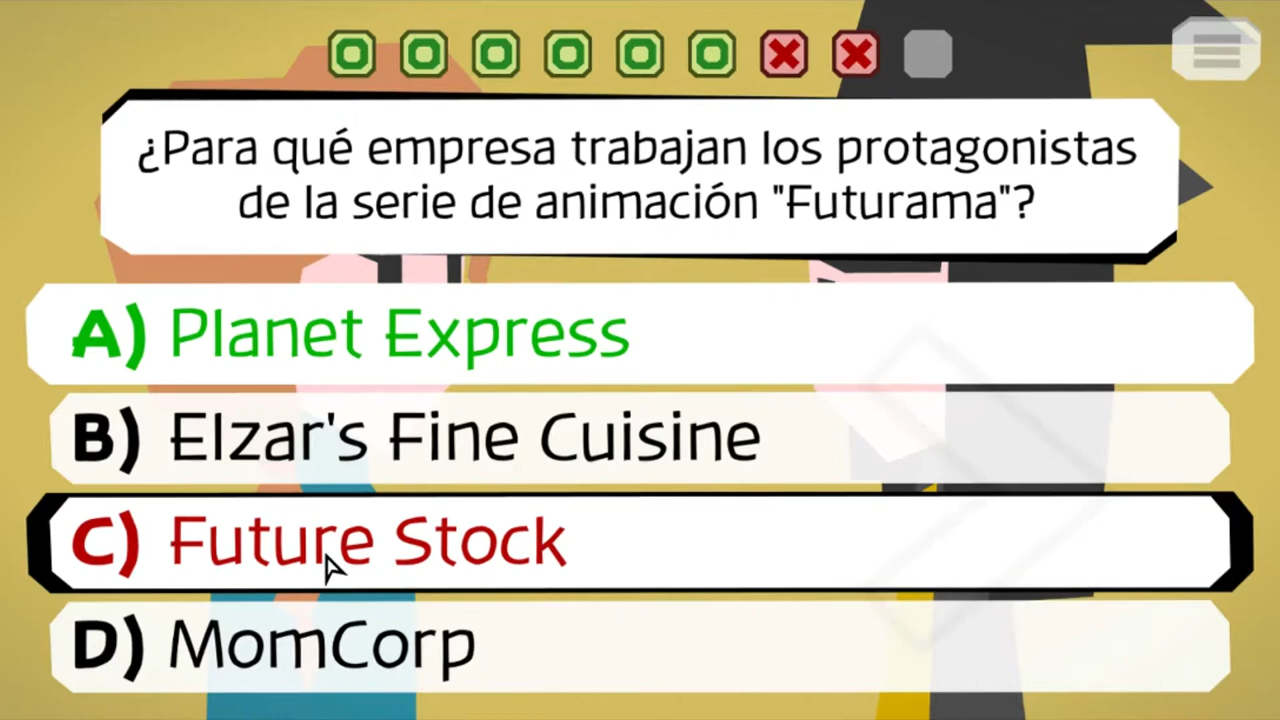 ¿Para qué empresa trabajan los protagonistas
de la serie de animación "Futurama"?
A) Planet Express
B) Elzar's Fine Cuisine
C) Future Stock
D) MomCorp